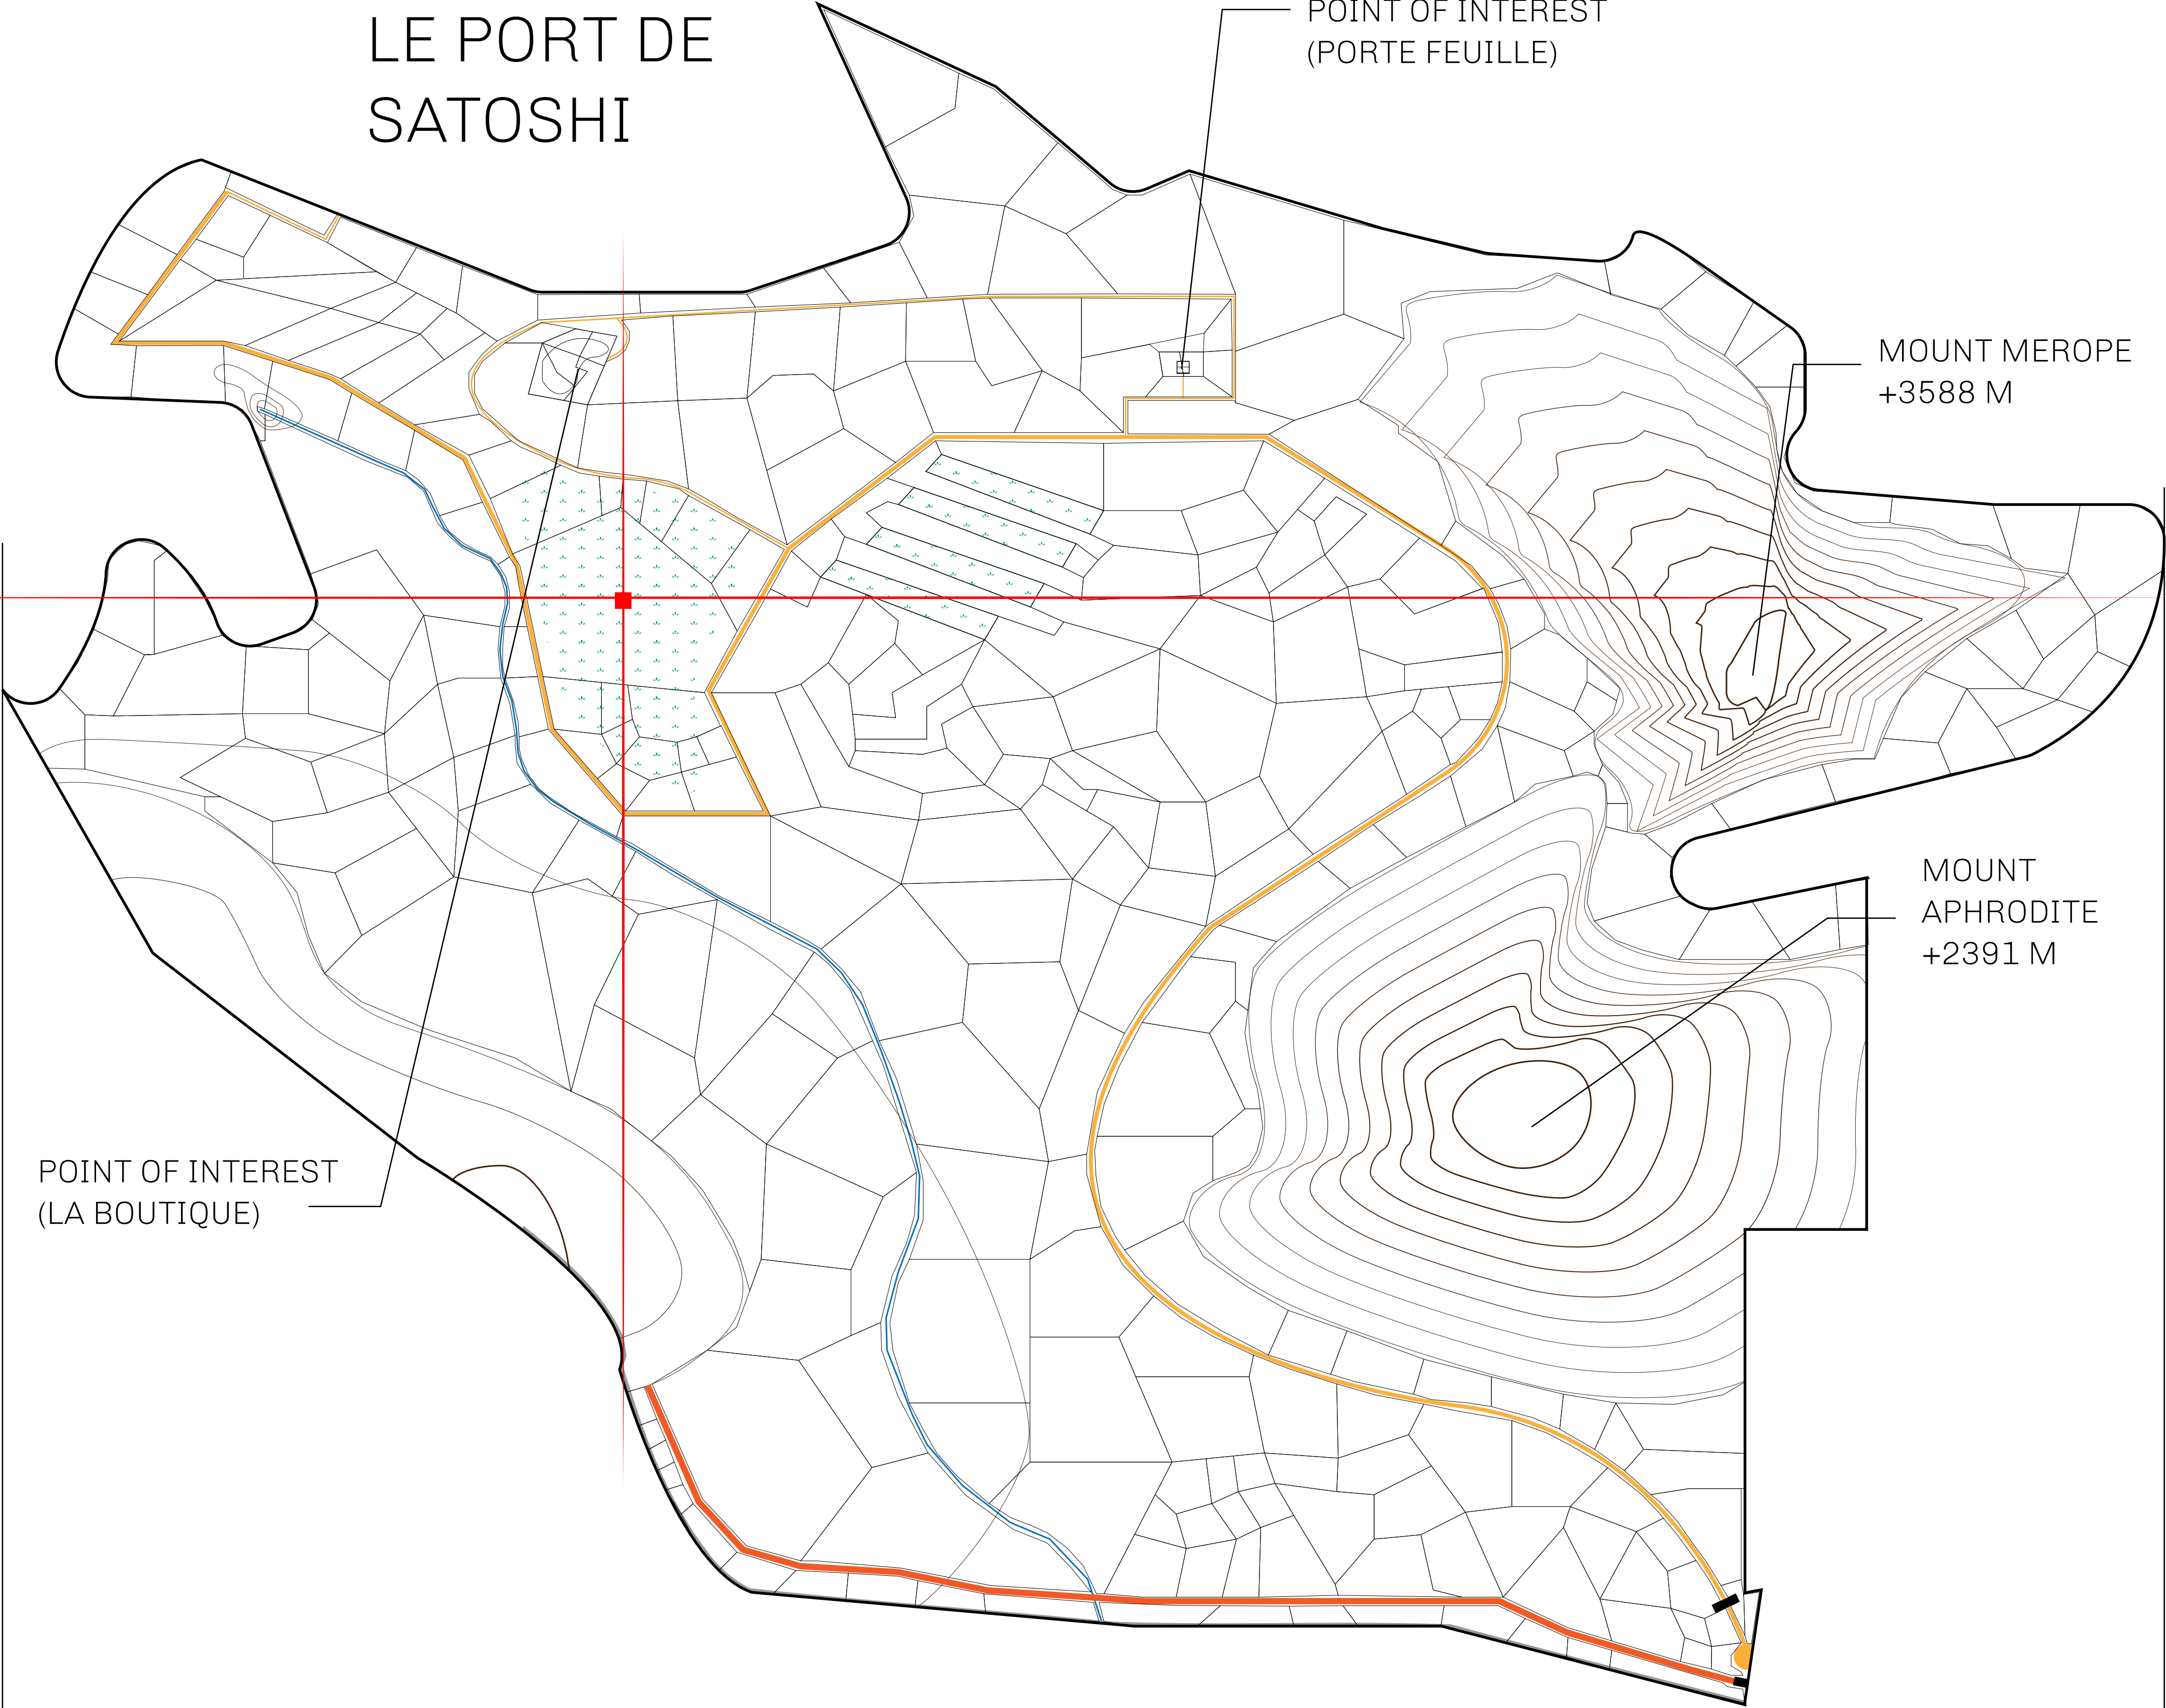 LE PORT DE
SATOSHI
POINT OF INTEREST
(PORTE FEUILLE)
MOUNT MEROPE
+3588 M
MOUNT
APHRODITE
+2391 M
POINT OF INTEREST
(LA BOUTIQUE)